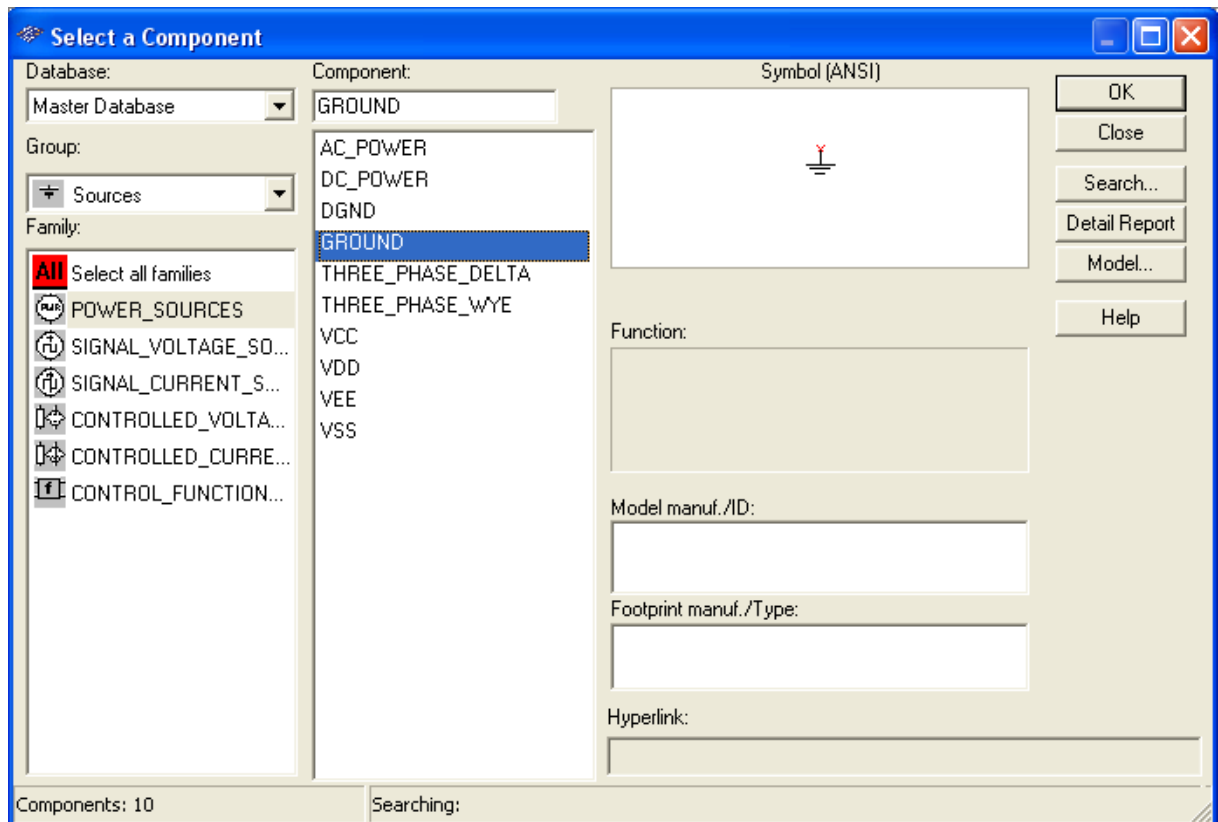 Select a Component
Database:
Master Database
Group:
Sources
Family:
All Select all families
POWER_SOURCES
SIGNAL_VOLTAGE_SO...
SIGNAL_CURRENT_S...
CONTROLLED_VOLTA...
CONTROLLED_CURRE...
CONTROL_FUNCTION...
Component:
GROUND
AC_POWER
DC_POWER
DGND
GROUND
THREE_PHASE_DELTA
THREE_PHASE_WYE
VCC
VDD
VEE
VSS
Symbol (ANSI)
Function:
Model manuf./ID:
Footprint manuf./Type:
Hyperlink:
OK
Close
Search...
Detail Report
Model...
Help
Components: 10
Searching: